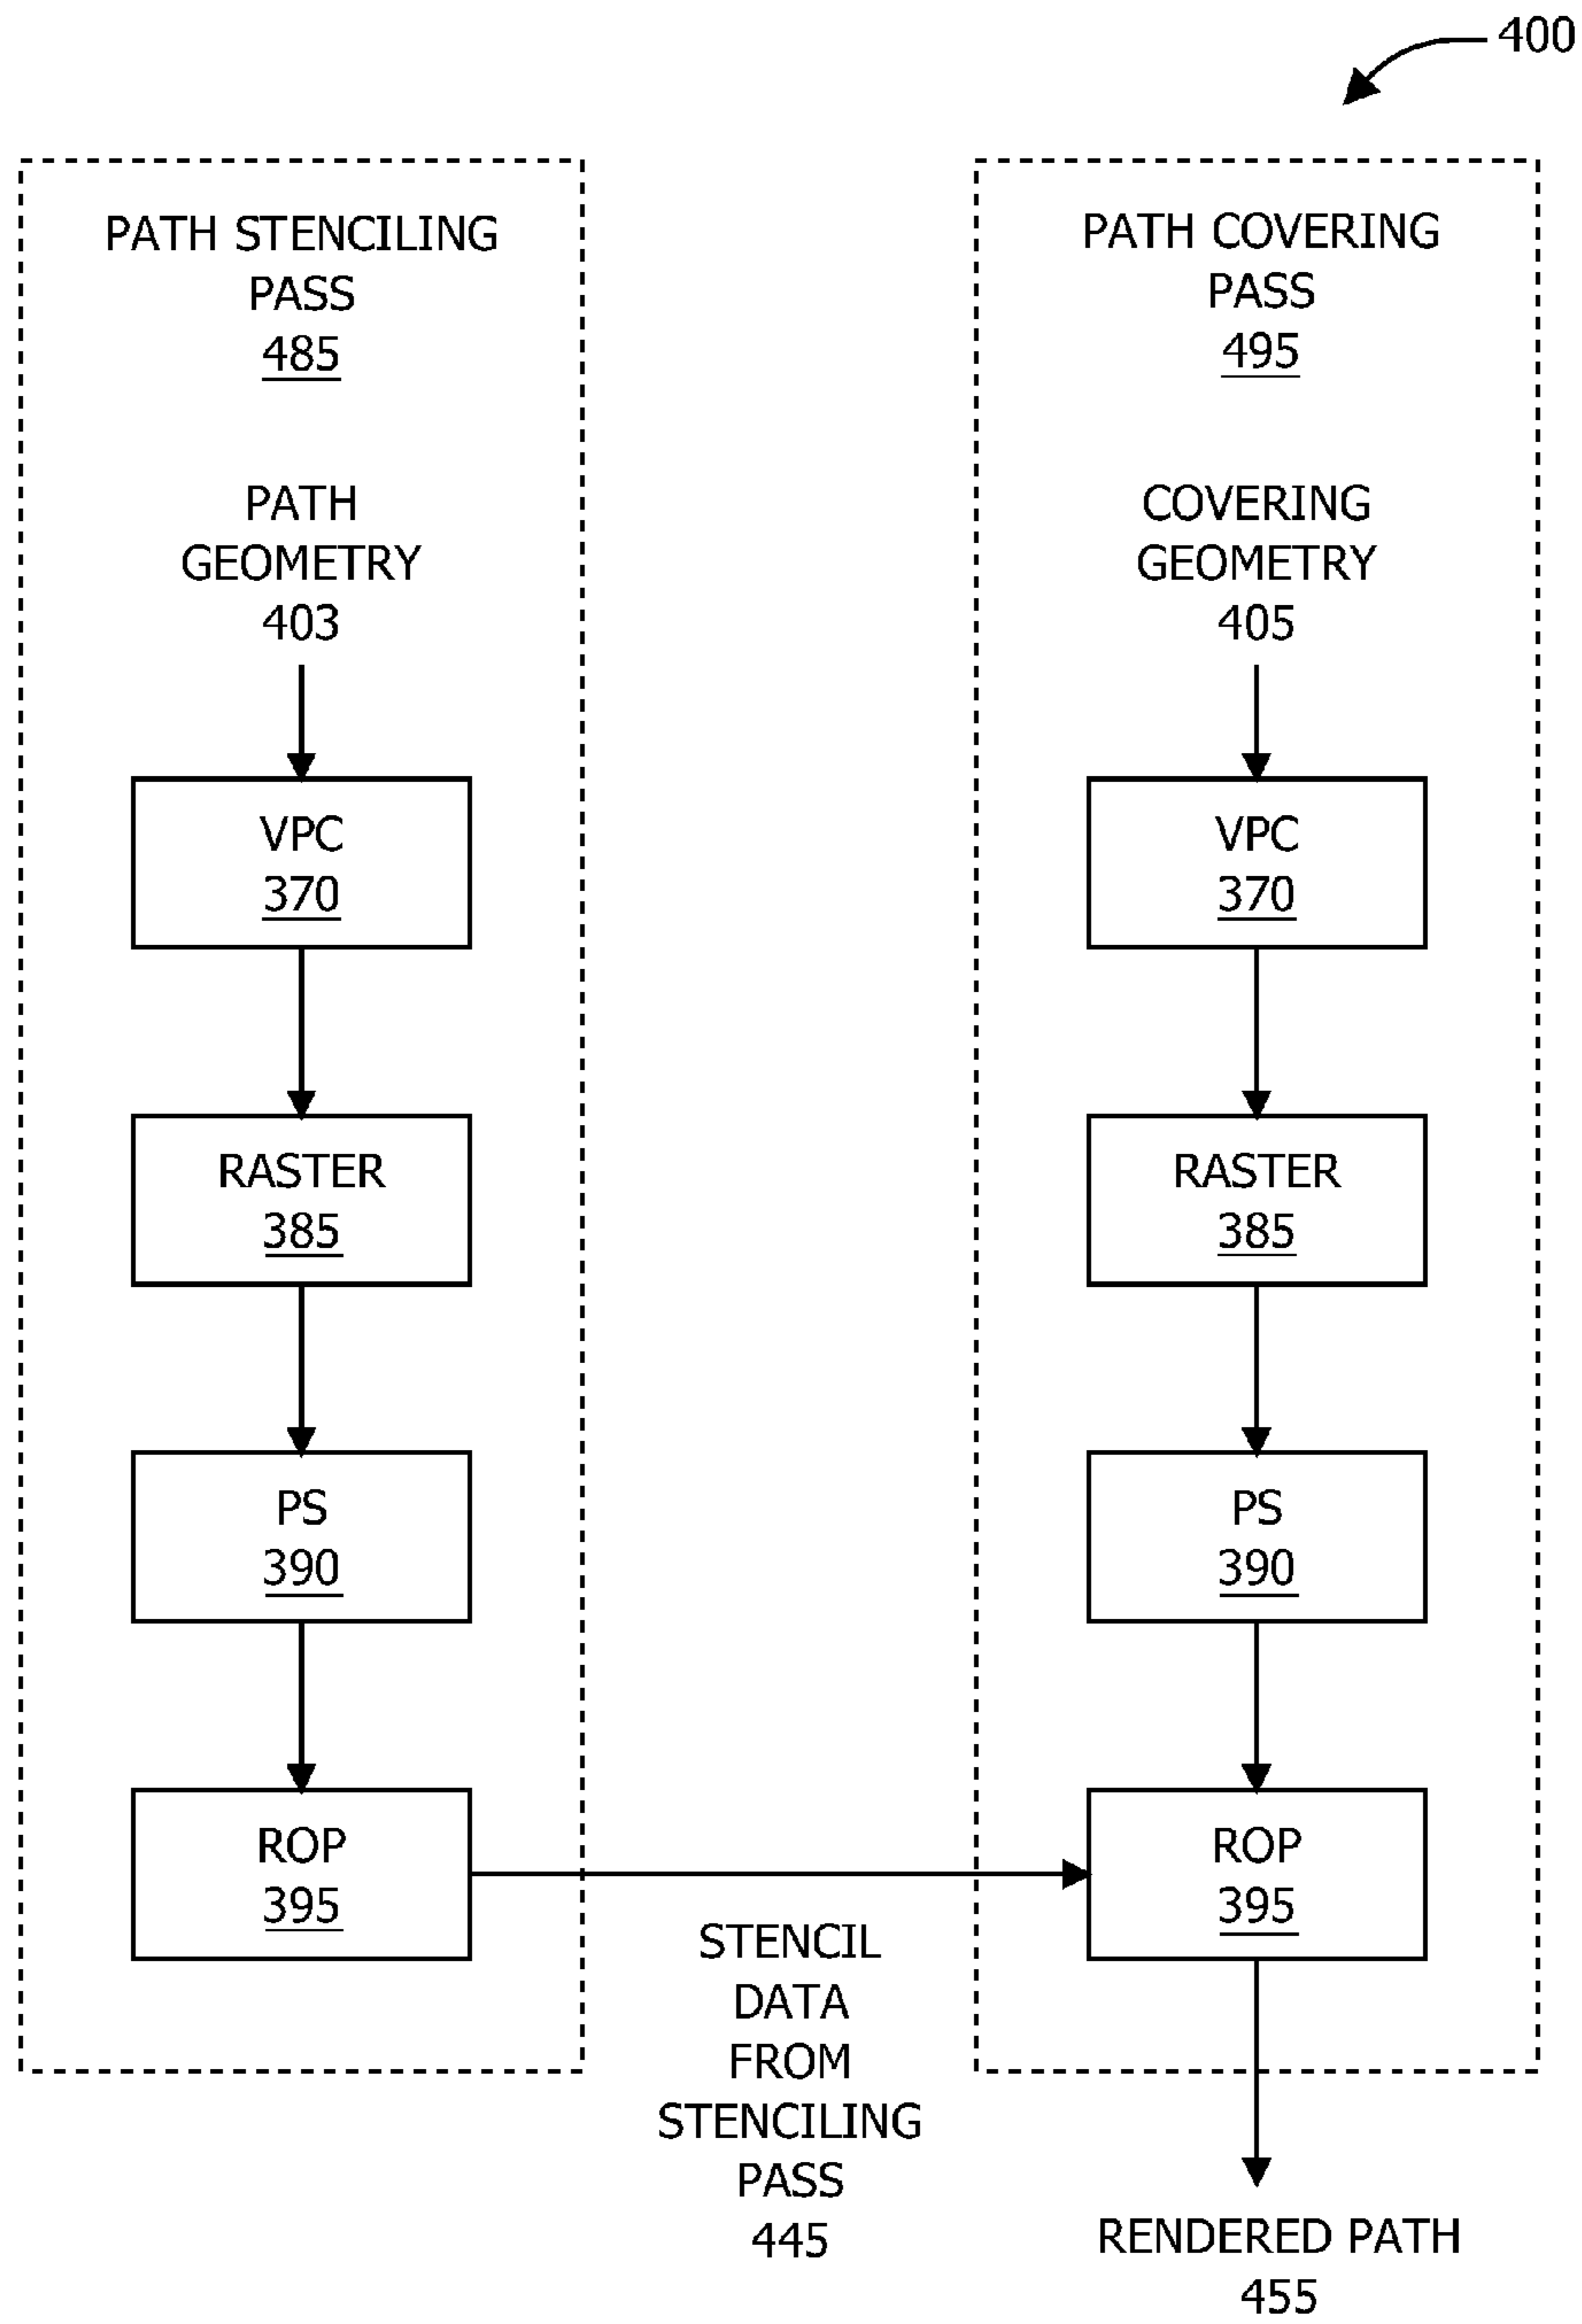 400
PATH STENCILING
PASS
485
PATH
GEOMETRY
403
VPC
370
RASTER
385
PS
390
ROP
395
STENCIL
DATA
FROM
STENCILING
PASS
445
PATH COVERING
PASS
495
COVERING
GEOMETRY
405
VPC
370
RASTER
385
PS
390
ROP
395
RENDERED PATH
455